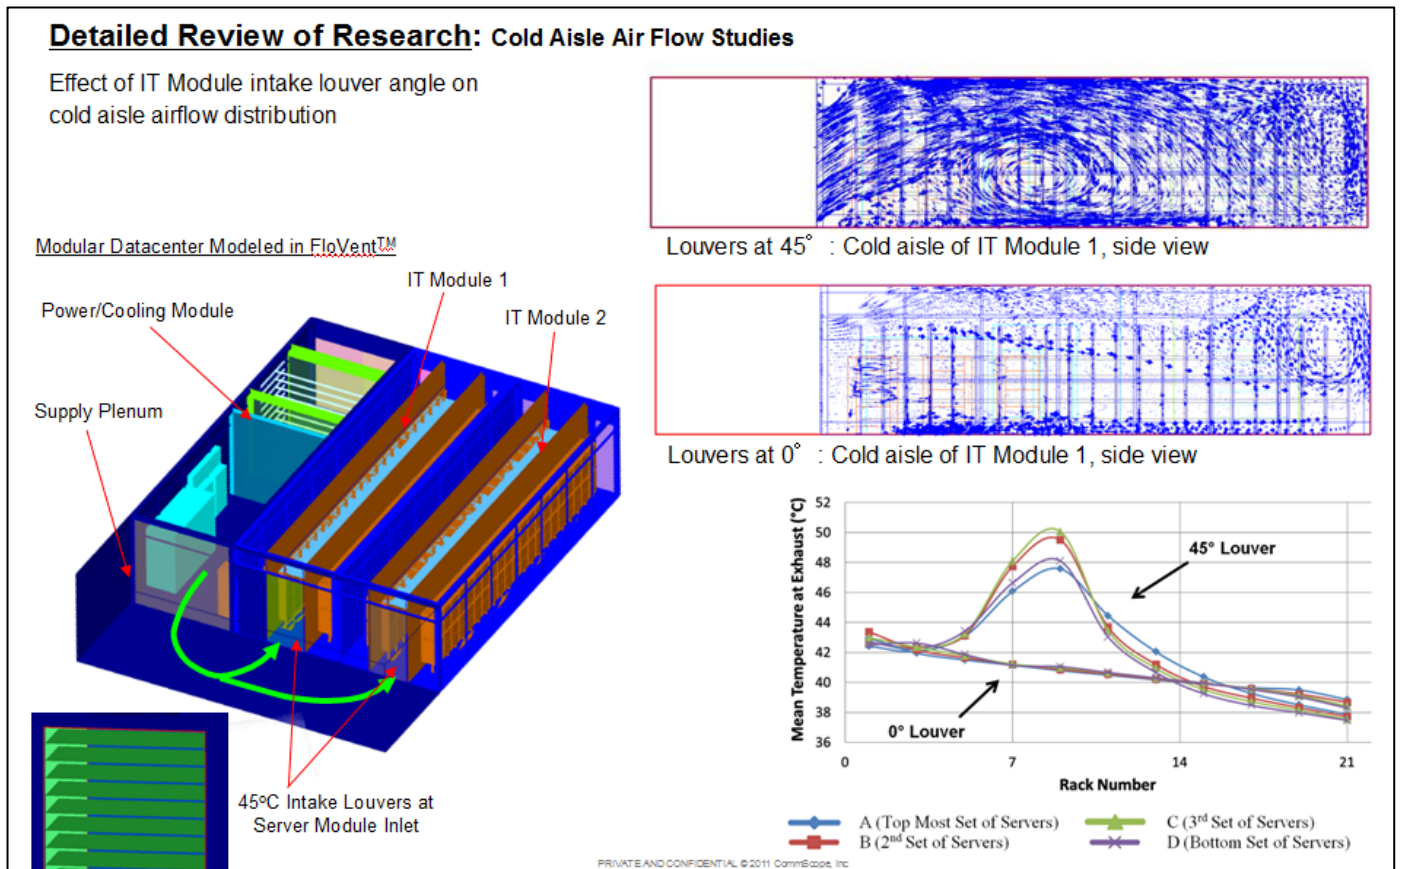 Detailed Review of Research: Cold Aisle Air Flow Studies
Effect of IT Module intake louver angle on
cold aisle airflow distribution
Louvers at 45° : Cold aisle of IT Module 1, side view
Modular Datacenter Modeled in FloVent™
IT Module 1
Power/Cooling Module
IT Module 2
Supply Plenum
Louvers at 0° : Cold aisle of IT Module 1, side view
45°C Intake Louvers at
Server Module Inlet
Mean Temperature at Exhaust (°C)
52
50
48
46
44
42
40
38
36
45° Louver
0° Louver
0
7
14
21
Rack Number
A (Top Most Set of Servers)
C (3rd Set of Servers)
B (2nd Set of Servers)
D (Bottom Set of Servers)
PRIVATE AND CONFIDENTIAL © 2011 CommScope, Inc